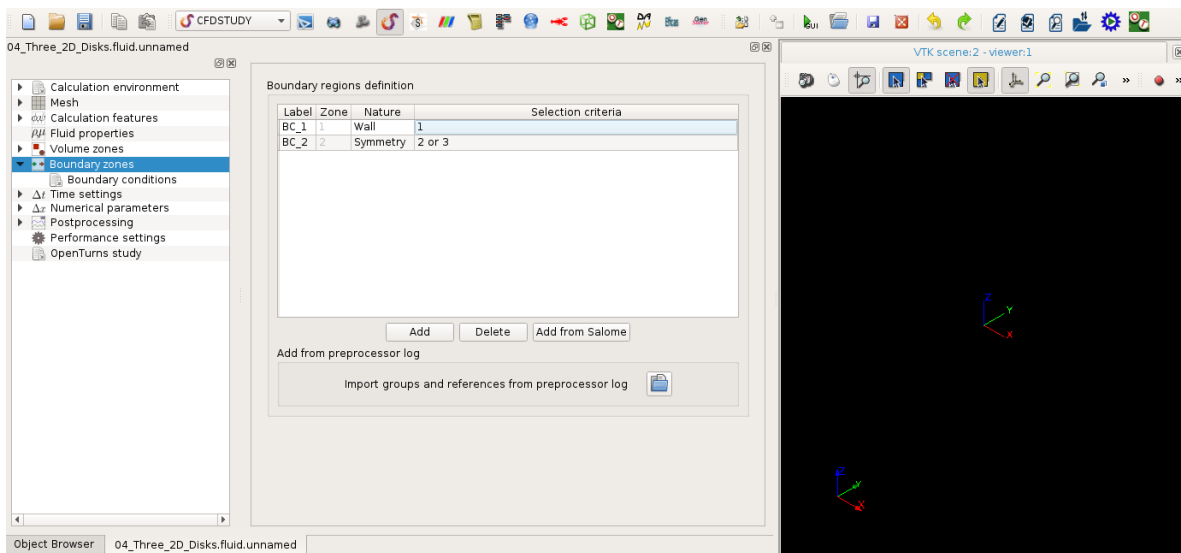 CFDSTUDY
GUI
04_Three_2D_Disks.fluid.unnamed
VTK scene:2 - viewer:1
Calculation environment
Mesh
Calculation features
Fluid properties
Volume zones
Boundary zones
Boundary conditions
Δt Time settings
Δx Numerical parameters
Postprocessing
Performance settings
OpenTurns study
Boundary regions definition
Label Zone Nature Selection criteria
BC_1 1 Wall 1
BC_2 2 Symmetry 2 or 3
Add Delete Add from Salome
Add from preprocessor log
Import groups and references from preprocessor log
Z
Y
X
Z
Y
X
Object Browser 04_Three_2D_Disks.fluid.unnamed